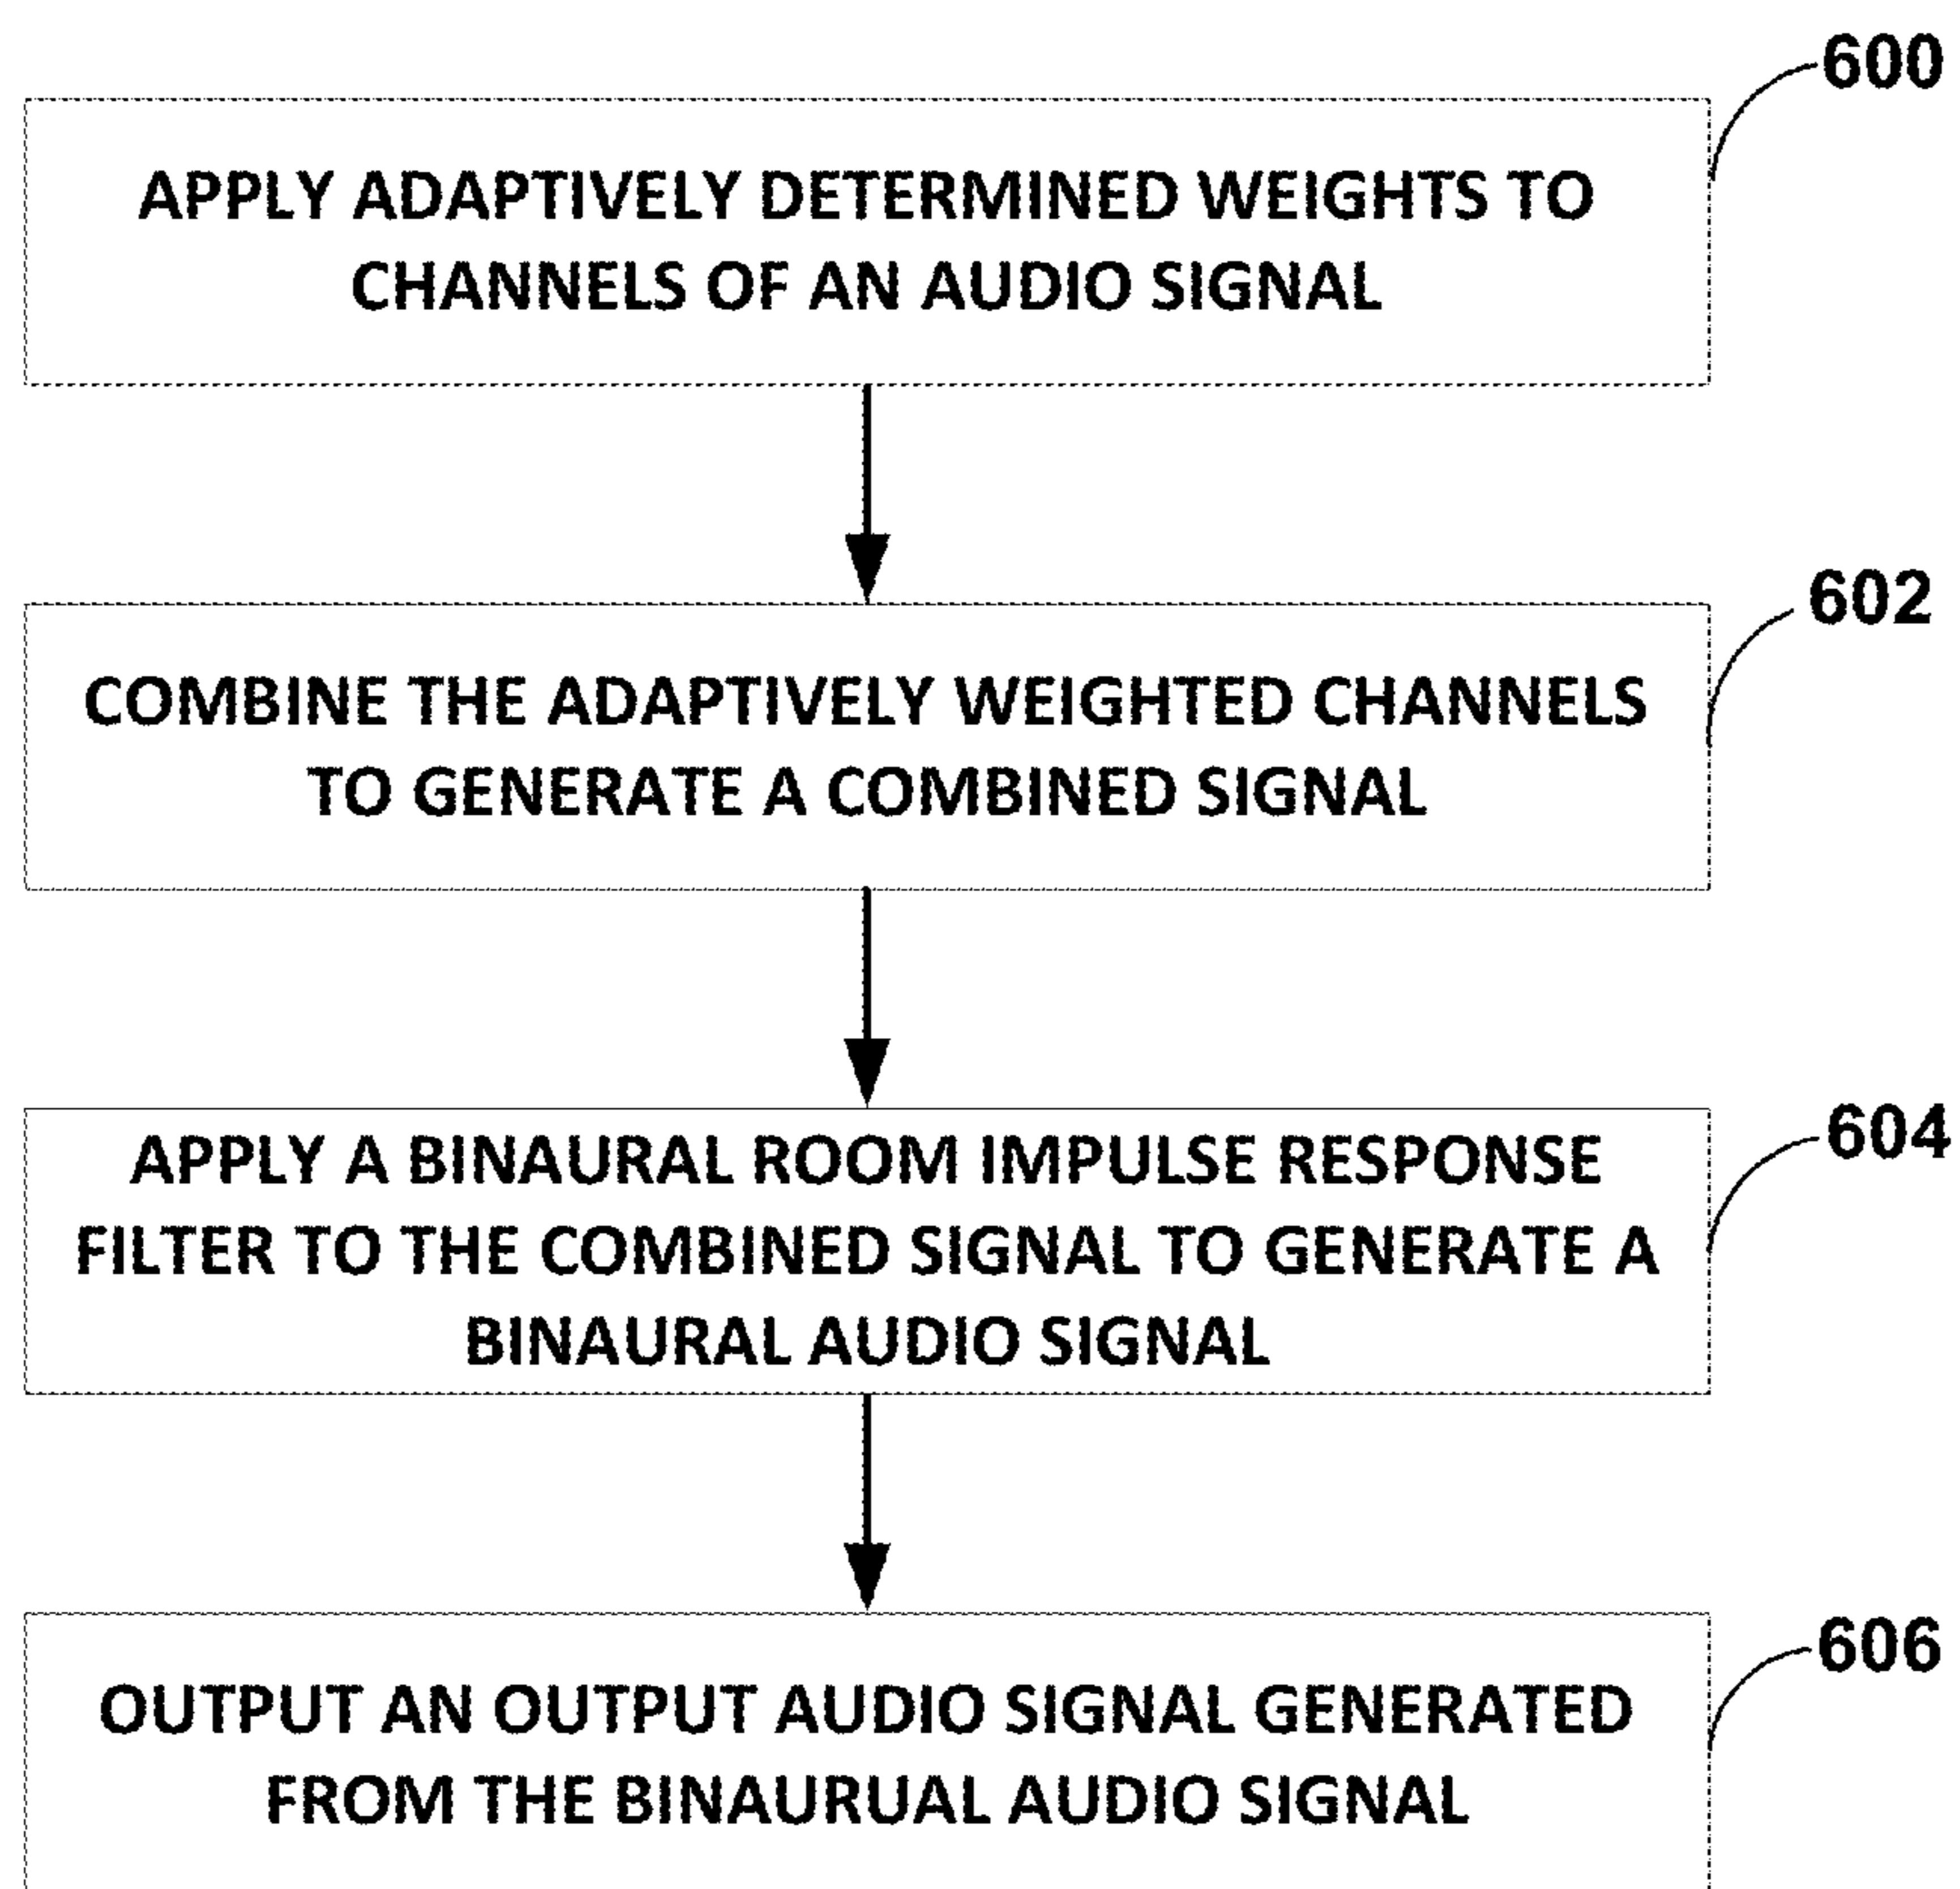 600
APPLY ADAPTIVELY DETERMINED WEIGHTS TO
CHANNELS OF AN AUDIO SIGNAL
602
COMBINE THE ADAPTIVELY WEIGHTED CHANNELS
TO GENERATE A COMBINED SIGNAL
604
APPLY A BINAURAL ROOM IMPULSE RESPONSE
FILTER TO THE COMBINED SIGNAL TO GENERATE A
BINAURAL AUDIO SIGNAL
606
OUTPUT AN OUTPUT AUDIO SIGNAL GENERATED
FROM THE BINAURUAL AUDIO SIGNAL